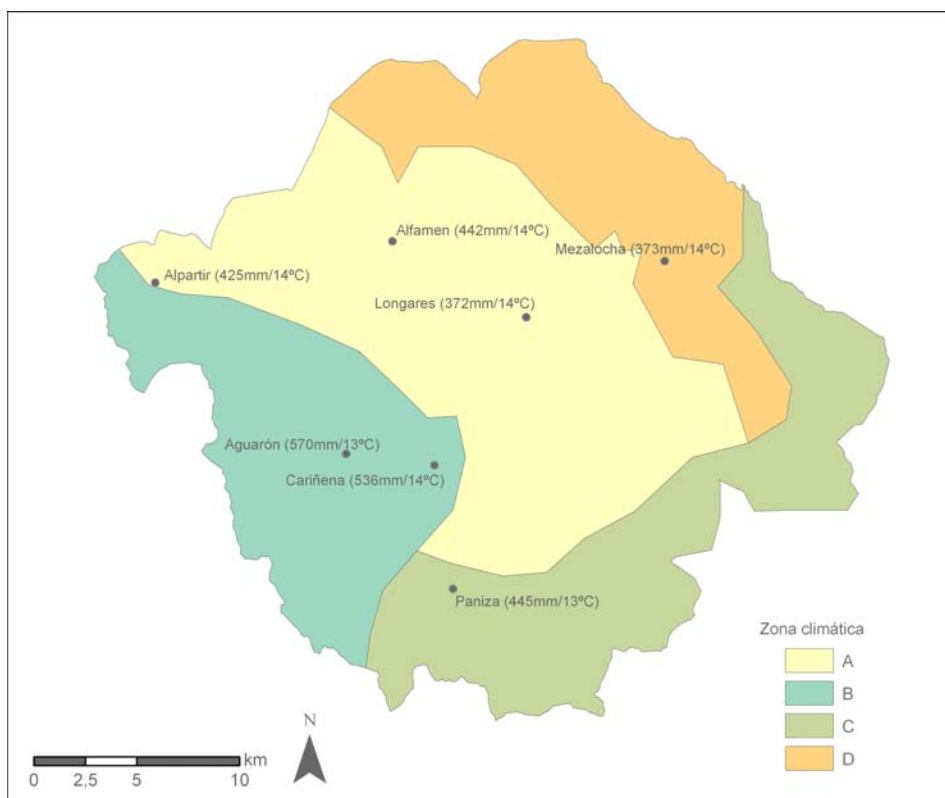 Alfamen (442mm/14ºC)
Mezalocha (373mm/14ºC)
Alpartir (425mm/14ºC)
Longares (372mm/14ºC)
Aguarón (570mm/13ºC)
Cariñena (536mm/14ºC)
Paniza (445mm/13ºC)
Zona climática
A
B
C
D
N
km
0 2,5 5 10